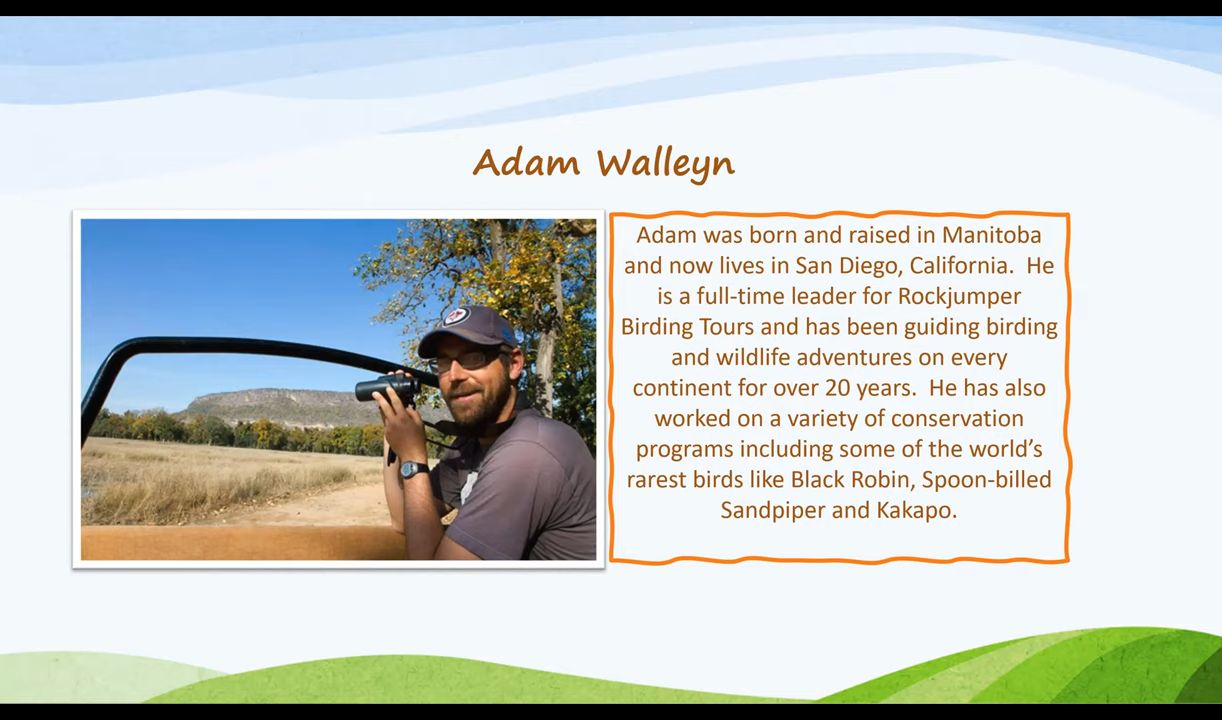 Adam Walleyn
Adam was born and raised in Manitoba
and now lives in San Diego, California.  He
is a full-time leader for Rockjumper
Birding Tours and has been guiding birding
and wildlife adventures on every
continent for over 20 years.  He has also
worked on a variety of conservation
programs including some of the world’s
rarest birds like Black Robin, Spoon-billed
Sandpiper and Kakapo.